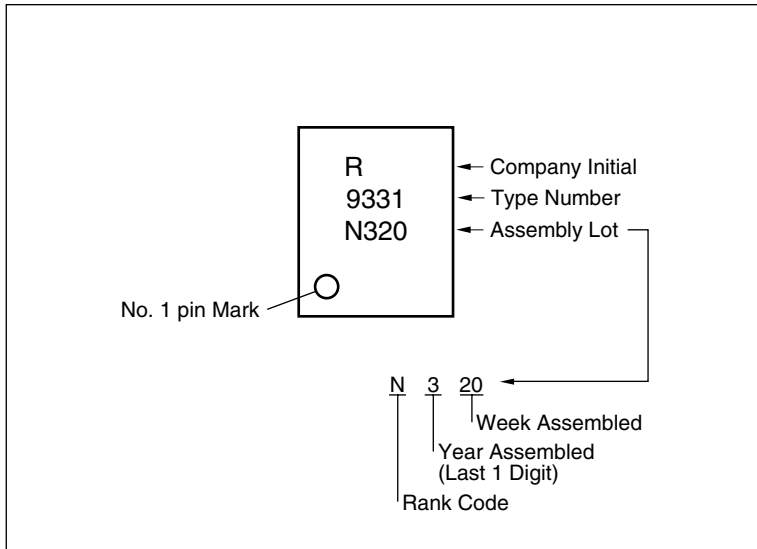 R
9331
N320
Company Initial
Type Number
Assembly Lot
No. 1 pin Mark
N 3 20
Week Assembled
Year Assembled
(Last 1 Digit)
Rank Code